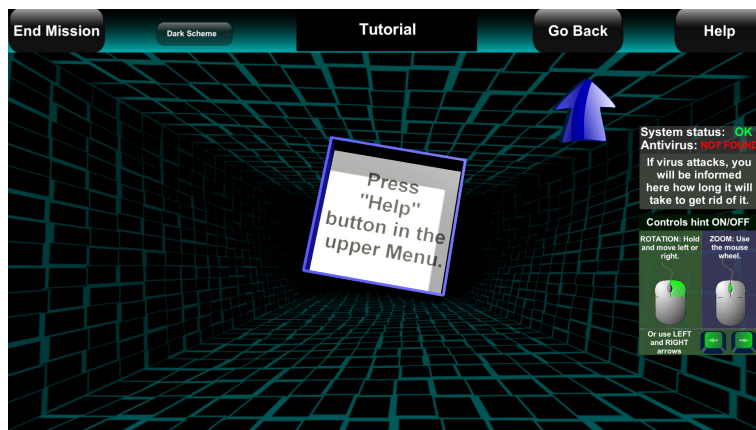 End Mission
Dark Scheme
Tutorial
Go Back
Help
Press
"Help"
button in the
upper Menu.
System status: OK
Antivirus: NOT FOUND
If virus attacks, you
will be informed
here how long it will
take to get rid of it.
Controls hint ON/OFF
ROTATION: Hold
and move left or
right.
ZOOM: Use
the mouse
wheel.
Or use LEFT
and RIGHT
arrows